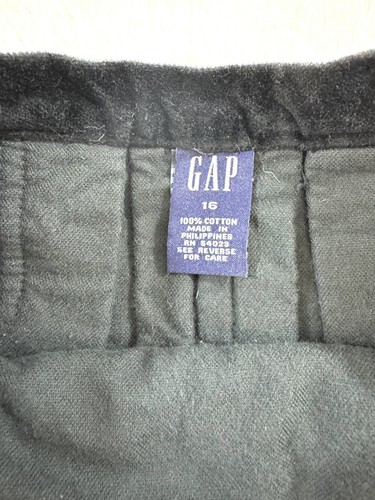 GAP
16
100% COTTON
MADE IN
PHILIPPINES
RN 54023
SEE REVERSE
FOR CARE